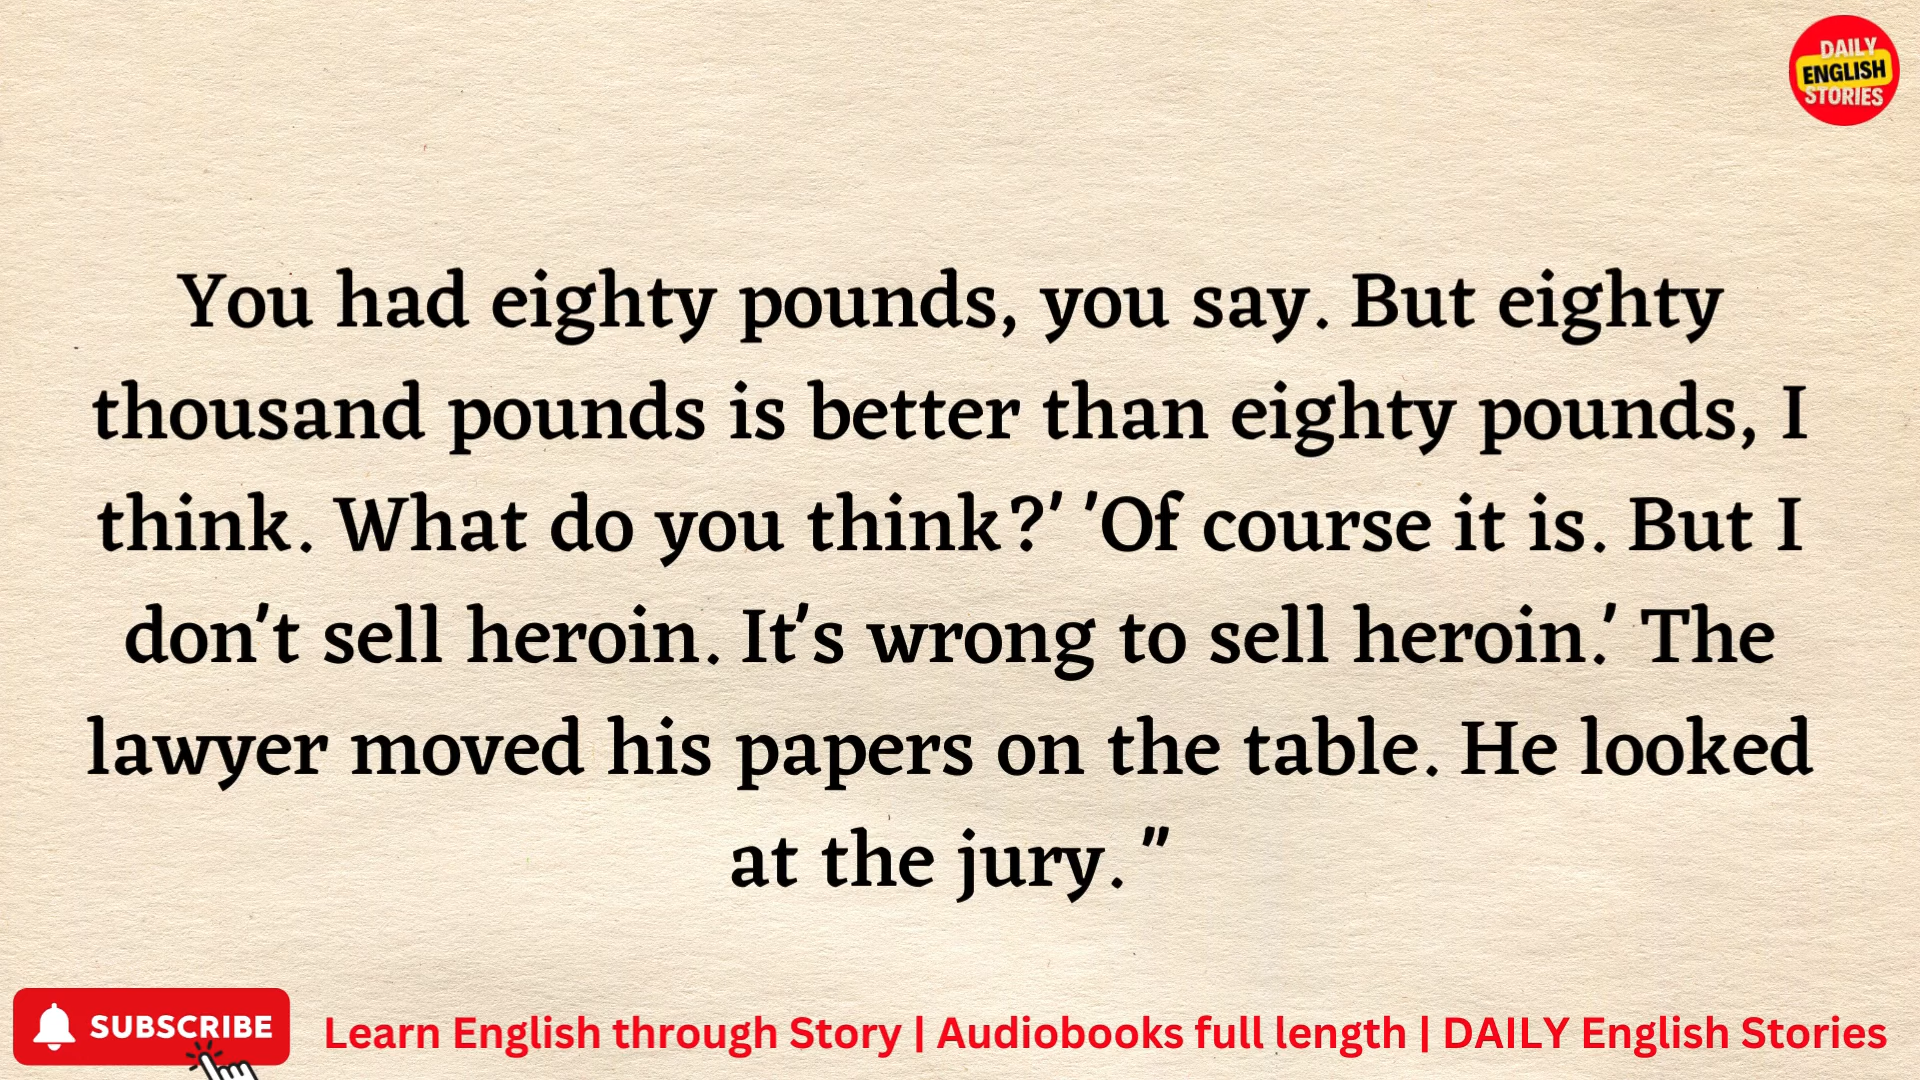 DAILY
ENGLISH
STORIES
You had eighty pounds, you say. But eighty
thousand pounds is better than eighty pounds, I
think. What do you think?' 'Of course it is. But I
don't sell heroin. It's wrong to sell heroin.' The
lawyer moved his papers on the table. He looked
at the jury. "
SUBSCRIBE
Learn English through Story | Audiobooks full length | DAILY English Stories